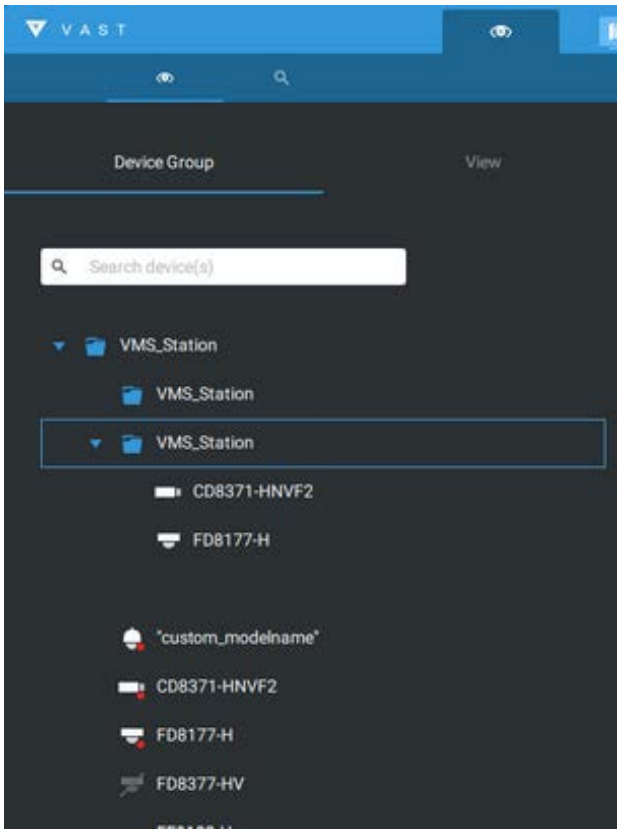 VAST
Device Group
View
Search device(s)
VMS_Station
VMS_Station
VMS_Station
CD8371-HNVF2
FD8177-H
"custom_modelname"
CD8371-HNVF2
FD8177-H
FD8377-HV